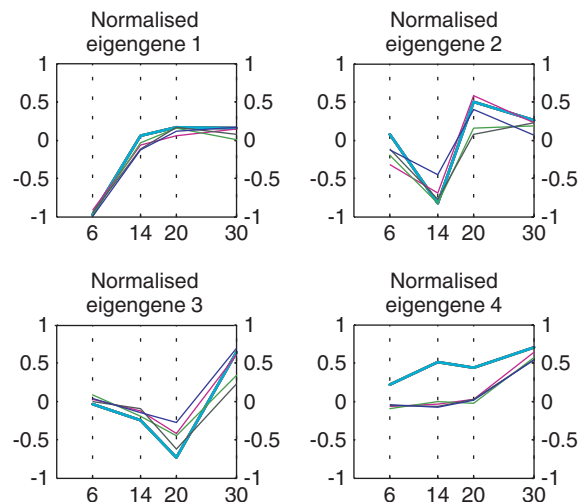 Normalised
eigengene 1
Normalised
eigengene 2
1 1 1 1
0.5 0.5 0.5 0.5
0 0 0 0
-0.5 -0.5 -0.5 -0.5
-1 -1 -1 -1
6 14 20 30 6 14 20 30
Normalised
eigengene 3
Normalised
eigengene 4
1 1 1 1
0.5 0.5 0.5 0.5
0 0 0 0
-0.5 -0.5 -0.5 -0.5
-1 -1 -1 -1
6 14 20 30 6 14 20 30